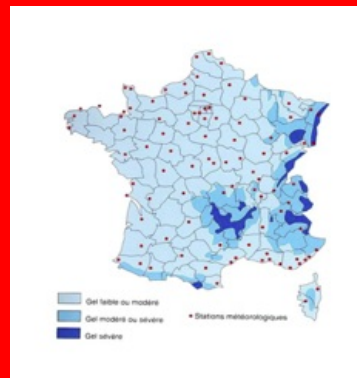 Gel faible ou modéré
Gel modéré ou sévère
• Stations météorologiques
Gel sévère